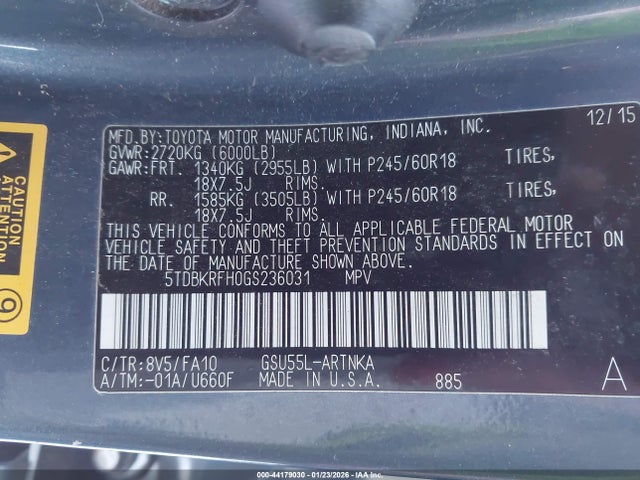 CAUTION
ATTENTION
9
MFD.BY:TOYOTA MOTOR MANUFACTURING, INDIANA, INC. 12/15
GVWR:2720KG (6000LB)
GAWR:FRT. 1340KG (2955LB) WITH P245/60R18 TIRES,
18X7.5J RIMS.
RR. 1585KG (3505LB) WITH P245/60R18 TIRES,
18X7.5J RIMS.
THIS VEHICLE CONFORMS TO ALL APPLICABLE FEDERAL MOTOR
VEHICLE SAFETY AND THEFT PREVENTION STANDARDS IN EFFECT ON
THE DATE OF MANUFACTURE SHOWN ABOVE.
5TDBKRFH0GS236031 MPV
C/TR:8V5/FA10 GSU55L-ARTNKA
A/TM:-01A/U660F MADE IN U.S.A. 885 A
000-44179030 - 01/23/2026 - IAAI.COM